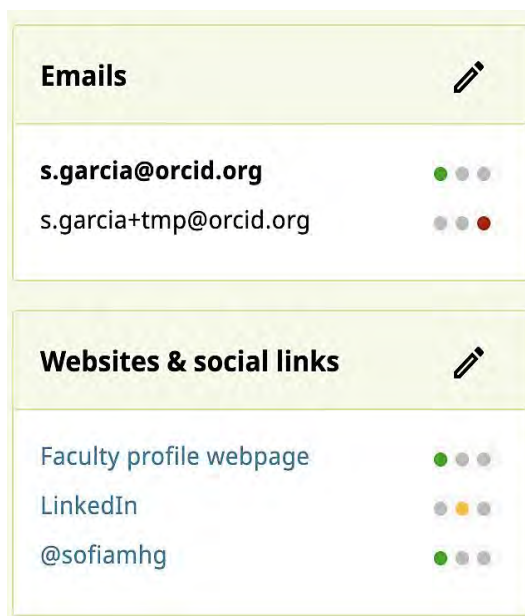 Emails
s.garcia@orcid.org
s.garcia+tmp@orcid.org
Websites & social links
Faculty profile webpage
LinkedIn
@sofiamhg